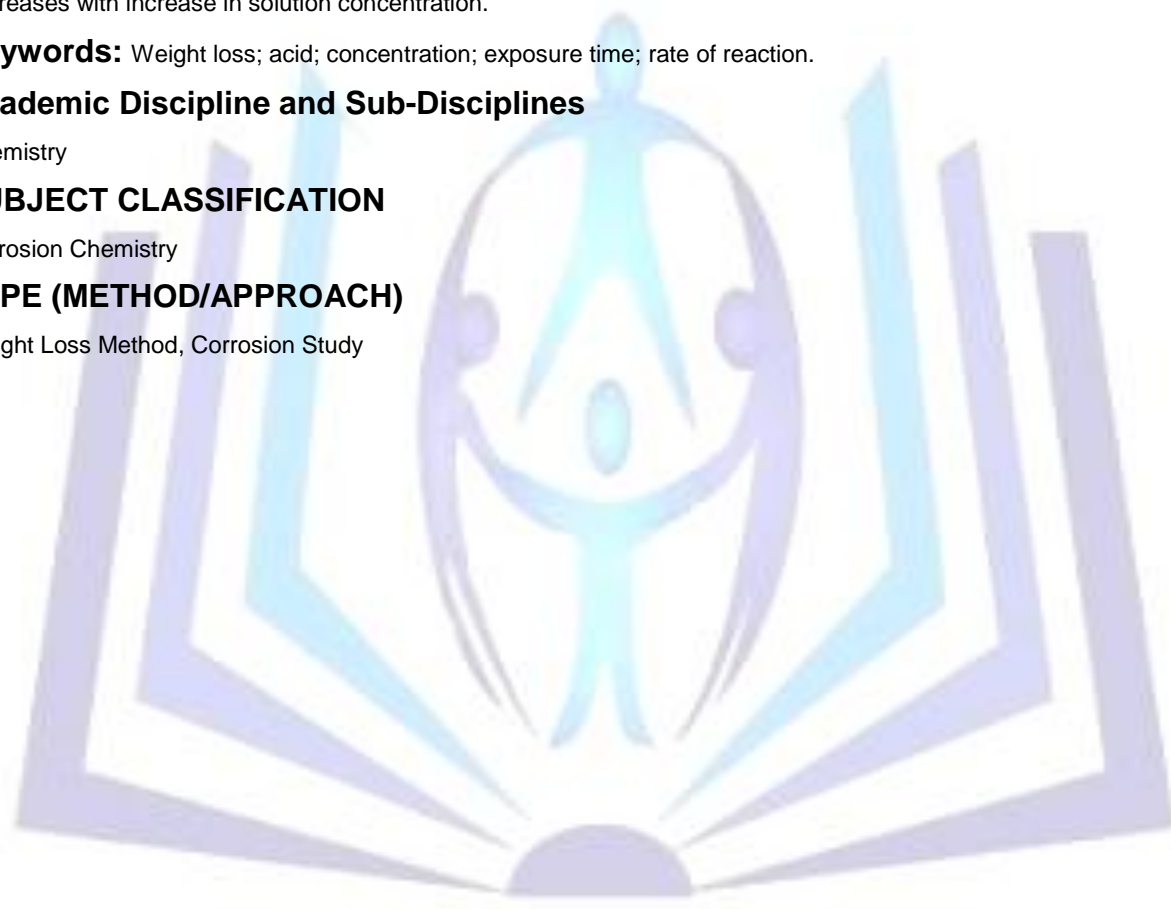 reases with increase in solution concentration.
ywords: Weight loss; acid; concentration; exposure time; rate of reaction.
ademic Discipline and Sub-Disciplines
emistry
UBJECT CLASSIFICATION
rrosion Chemistry
PE (METHOD/APPROACH)
ght Loss Method, Corrosion Study